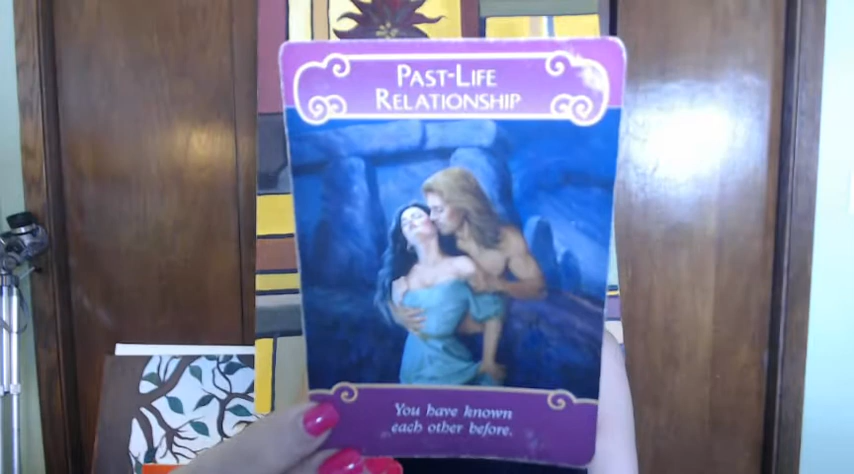 PAST-LIFE
RELATIONSHIP
You have known
each other before.